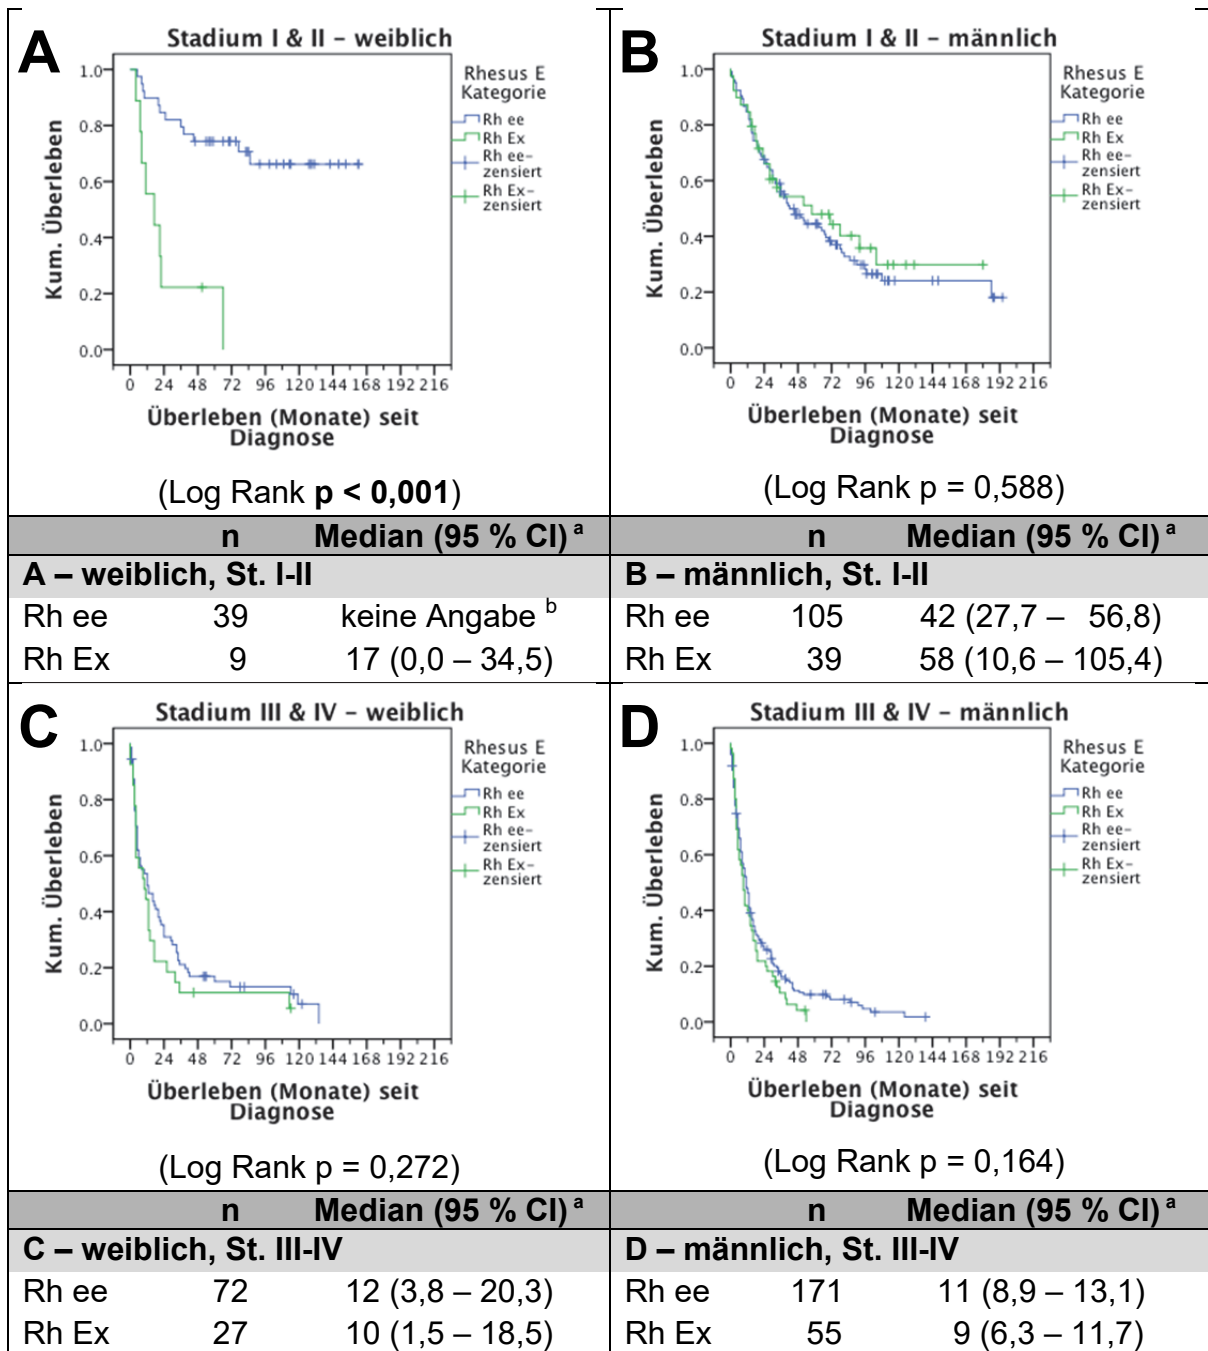 A
Stadium I & II – weiblich
Kum. Überleben
1.0
0.8
0.6
0.4
0.2
0.0
0 24 48 72 96 120 144 168 192 216
Überleben (Monate) seit
Diagnose
Rhesus E
Kategorie
Rh ee
Rh Ex
Rh ee-
zensiert
Rh Ex-
zensiert
(Log Rank p < 0,001)
n Median (95 % CI) a
A – weiblich, St. I-II
Rh ee 39 keine Angabe b
Rh Ex 9 17 (0,0 – 34,5)
B
Stadium I & II – männlich
Kum. Überleben
1.0
0.8
0.6
0.4
0.2
0.0
0 24 48 72 96 120 144 168 192 216
Überleben (Monate) seit
Diagnose
Rhesus E
Kategorie
Rh ee
Rh Ex
Rh ee-
zensiert
Rh Ex-
zensiert
(Log Rank p = 0,588)
n Median (95 % CI) a
B – männlich, St. I-II
Rh ee 105 42 (27,7 – 56,8)
Rh Ex 39 58 (10,6 – 105,4)
C
Stadium III & IV – weiblich
Kum. Überleben
1.0
0.8
0.6
0.4
0.2
0.0
0 24 48 72 96 120 144 168 192 216
Überleben (Monate) seit
Diagnose
Rhesus E
Kategorie
Rh ee
Rh Ex
Rh ee-
zensiert
Rh Ex-
zensiert
(Log Rank p = 0,272)
n Median (95 % CI) a
C – weiblich, St. III-IV
Rh ee 72 12 (3,8 – 20,3)
Rh Ex 27 10 (1,5 – 18,5)
D
Stadium III & IV – männlich
Kum. Überleben
1.0
0.8
0.6
0.4
0.2
0.0
0 24 48 72 96 120 144 168 192 216
Überleben (Monate) seit
Diagnose
Rhesus E
Kategorie
Rh ee
Rh Ex
Rh ee-
zensiert
Rh Ex-
zensiert
(Log Rank p = 0,164)
n Median (95 % CI) a
D – männlich, St. III-IV
Rh ee 171 11 (8,9 – 13,1)
Rh Ex 55 9 (6,3 – 11,7)